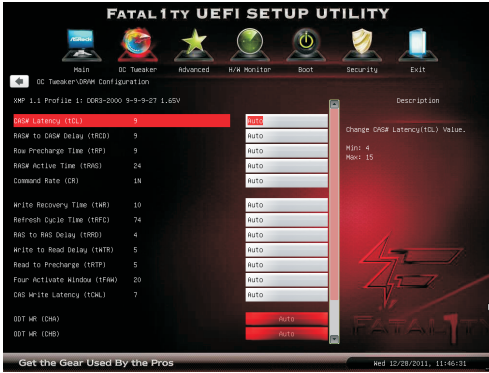 FATAL1TY UEFI SETUP UTILITY
ASRock
Main OC Tweaker Advanced H/W Monitor Boot Security Exit
OC Tweaker\DRAM Configuration
XMP 1.1 Profile 1: DDR3-2000 9-9-9-27 1.65V
Description
CAS# Latency (tCL) 9 Auto
Change CAS# Latency(tCL) Value.
RAS# to CAS# Delay (tRCD) 9 Auto
Min: 4
Row Precharge Time (tRP) 9 Auto
Max: 15
RAS# Active Time (tRAS) 24 Auto
Command Rate (CR) 1N Auto
Write Recovery Time (tWR) 10 Auto
Refresh Cycle Time (tRFC) 74 Auto
RAS to RAS Delay (tRRD) 4 Auto
Write to Read Delay (tWTR) 5 Auto
Read to Precharge (tRTP) 5 Auto
Four Activate Window (tFAW) 20 Auto
CAS Write Latency (tCWL) 7 Auto
ODT WR (CHA) Auto
ODT WR (CHB) Auto
FATAL1TY
Get the Gear Used By the Pros
Wed 12/28/2011, 11:46:31